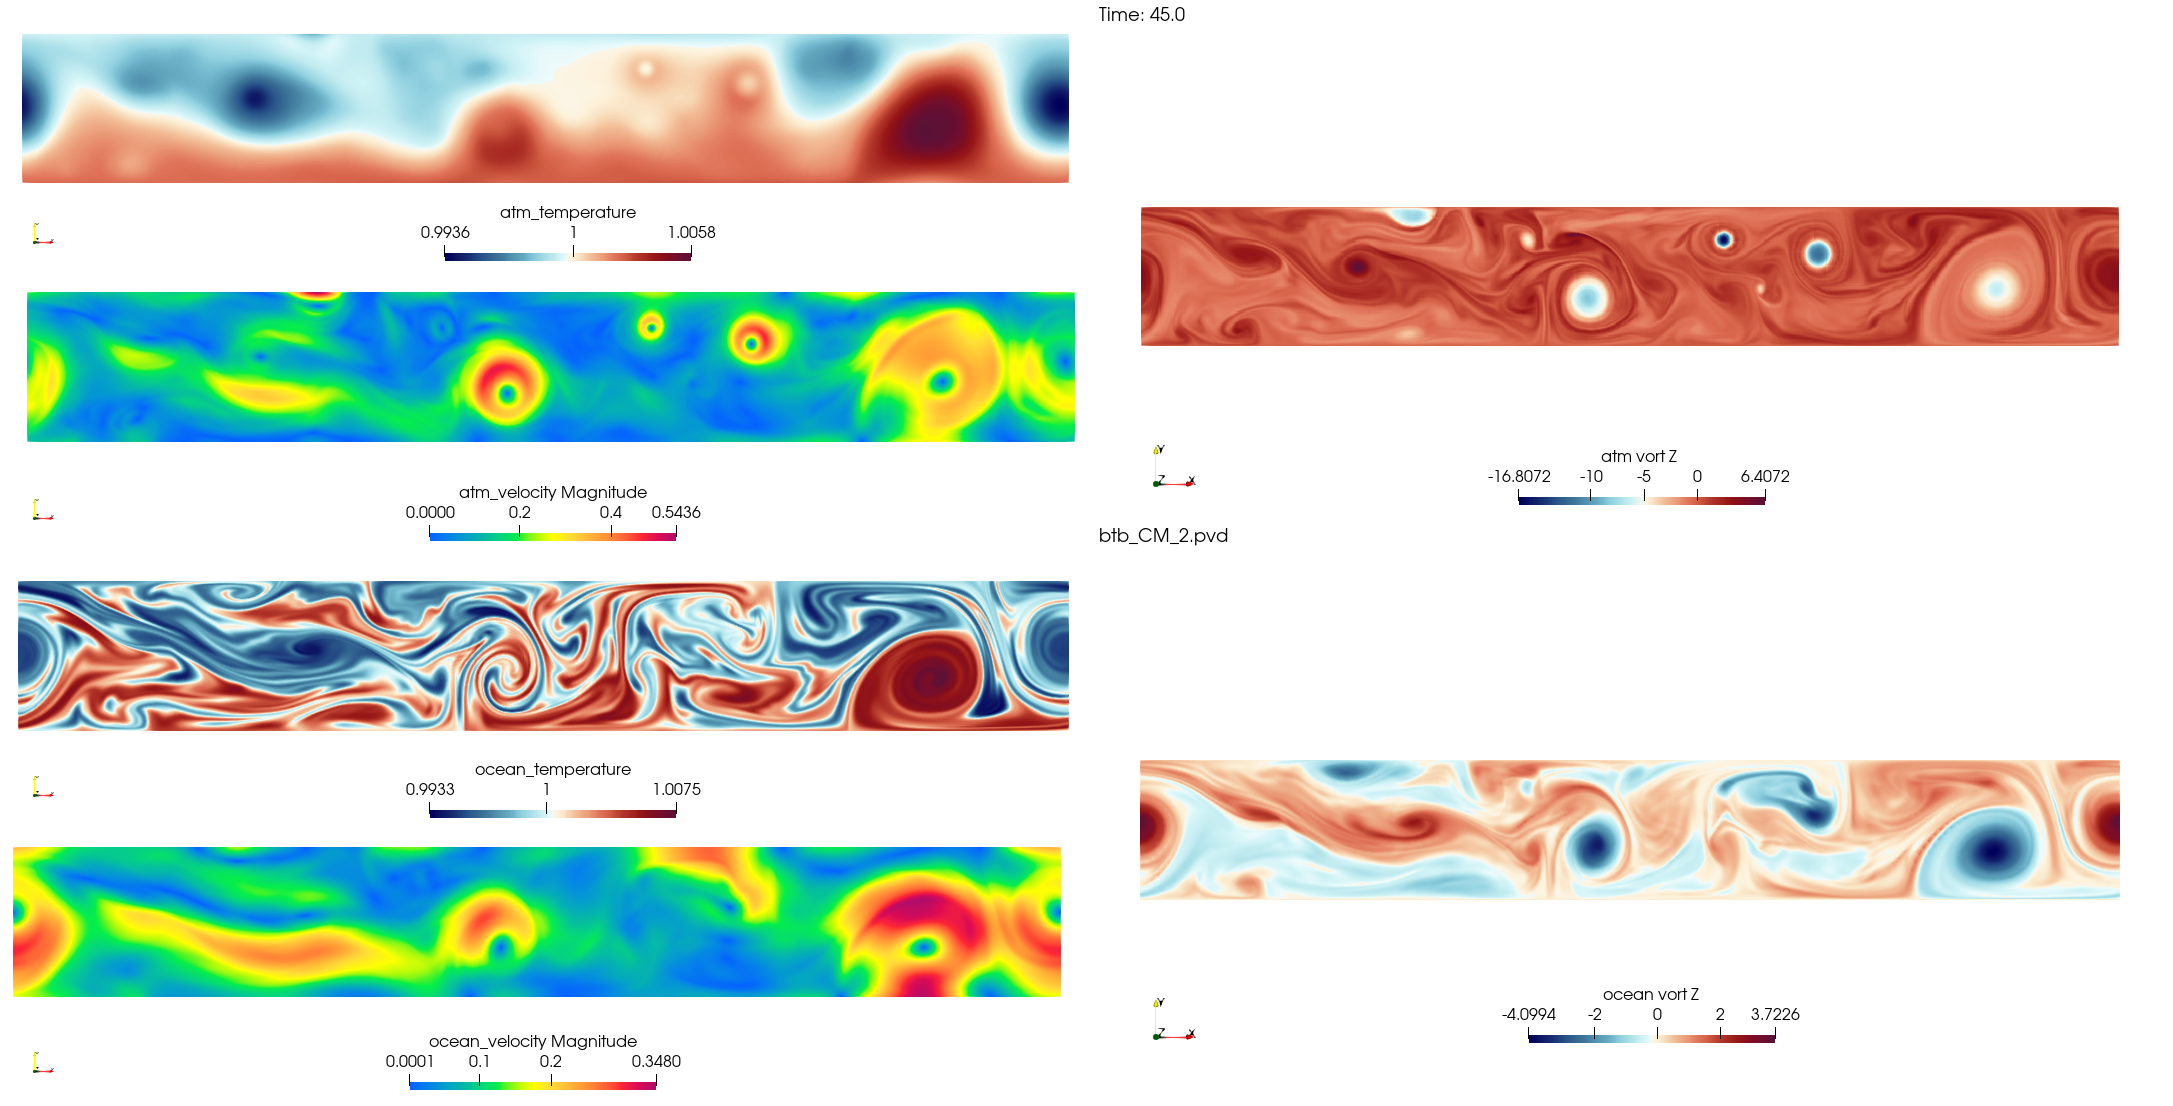 Time: 45.0
atm_temperature
0.9936 1 1.0058
atm_velocity Magnitude
0.0000 0.2 0.4 0.5436
atm vort Z
-16.8072 -10 -5 0 6.4072
Y
Z X
btb_CM_2.pvd
ocean_temperature
0.9933 1 1.0075
ocean_velocity Magnitude
0.0001 0.1 0.2 0.3480
ocean vort Z
-4.0994 -2 0 2 3.7226
Y
Z X